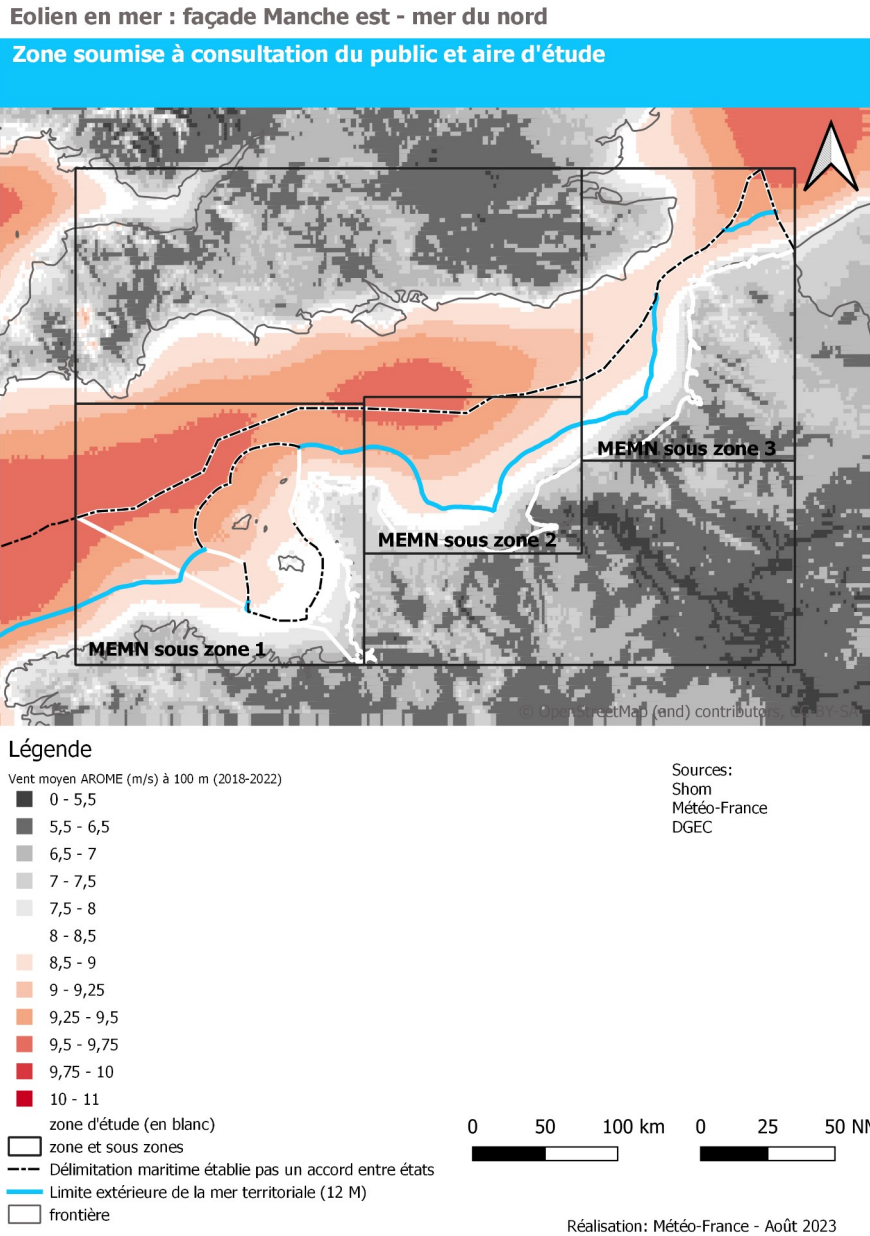 Eolien en mer : façade Manche est - mer du nord
Zone soumise à consultation du public et aire d'étude
MEMN sous zone 3
MEMN sous zone 2
MEMN sous zone 1
© OpenStreetMap (and) contributors, CC-BY-SA
Légende
Vent moyen AROME (m/s) à 100 m (2018-2022)
0 - 5,5
5,5 - 6,5
6,5 - 7
7 - 7,5
7,5 - 8
8 - 8,5
8,5 - 9
9 - 9,25
9,25 - 9,5
9,5 - 9,75
9,75 - 10
10 - 11
zone d'étude (en blanc)
zone et sous zones
Délimitation maritime établie pas un accord entre états
Limite extérieure de la mer territoriale (12 M)
frontière
Sources:
Shom
Météo-France
DGEC
0 50 100 km
0 25 50 NM
Réalisation: Météo-France - Août 2023